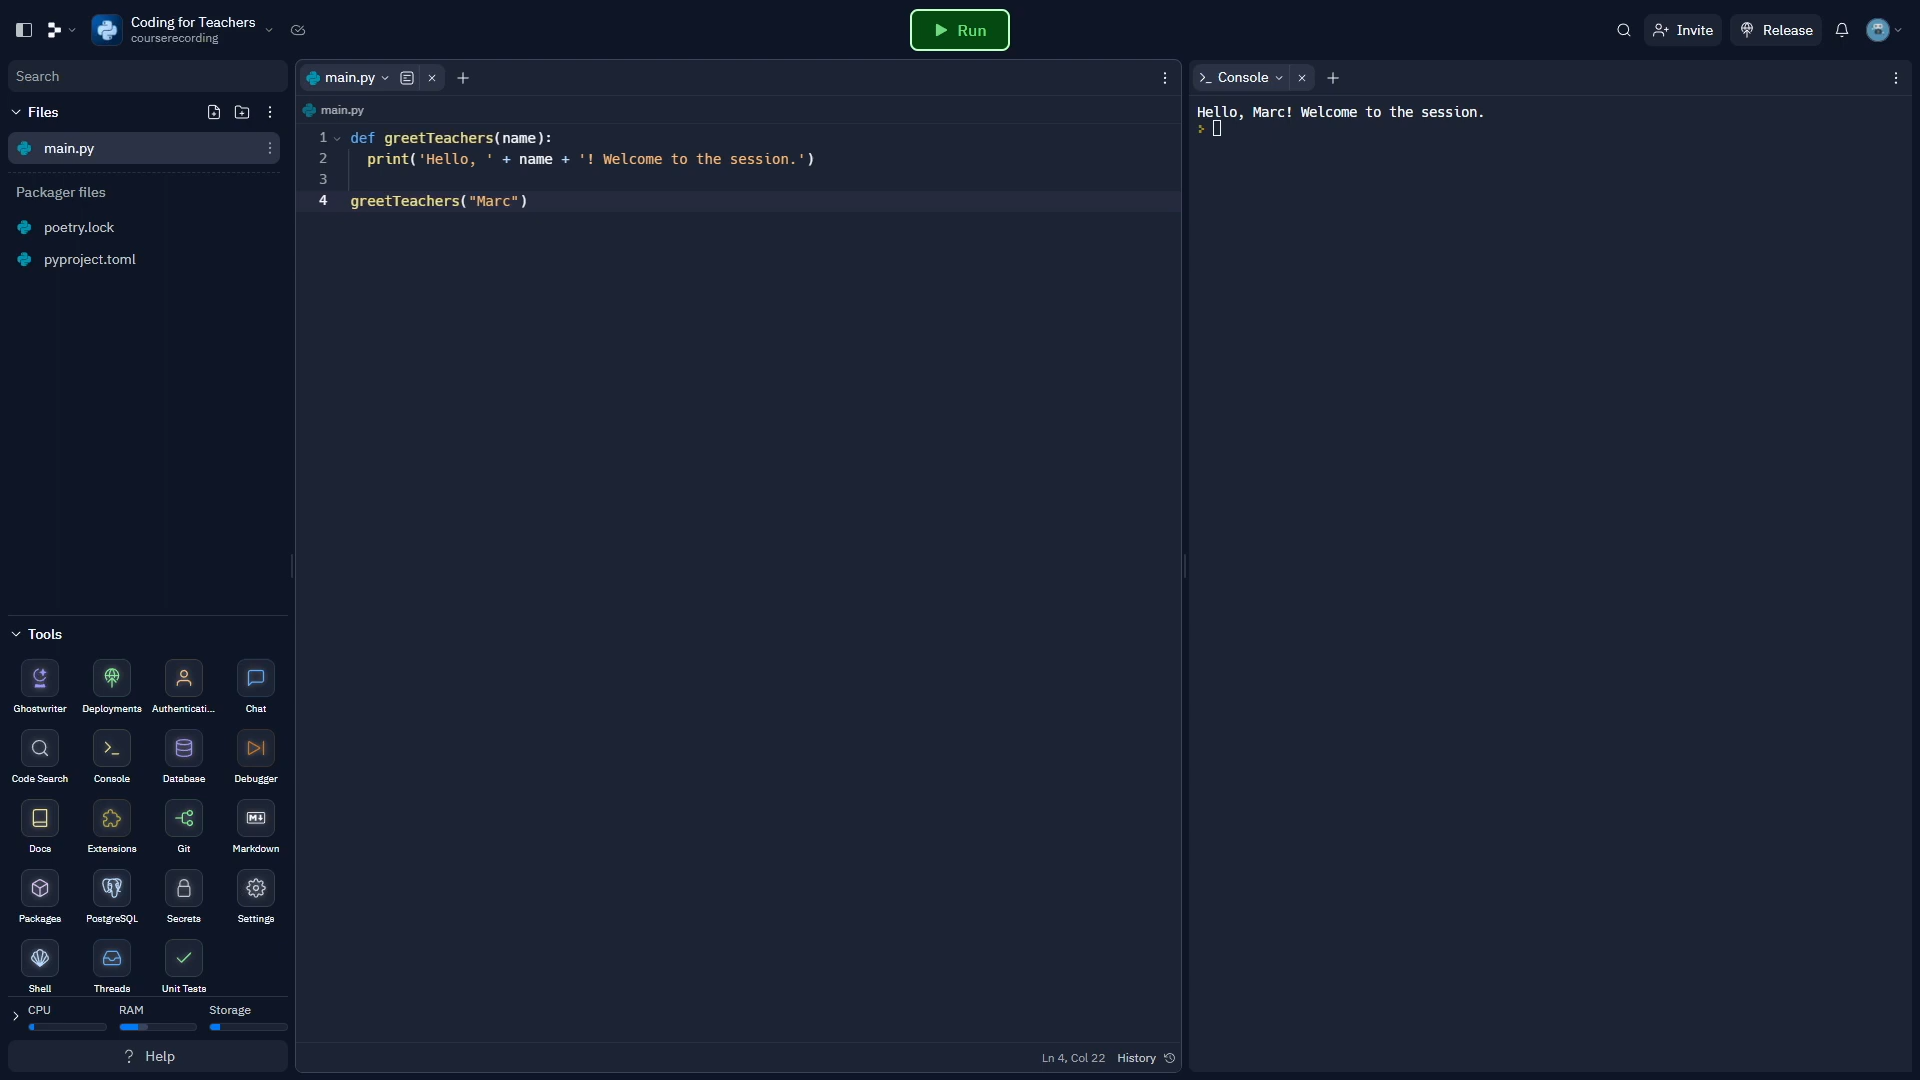 Coding for Teachers
courserecording
Run
Invite
Release
Search
Files
main.py
Packager files
poetry.lock
pyproject.toml
Tools
Ghostwriter
Deployments
Authenticati...
Chat
Code Search
Console
Database
Debugger
Docs
Extensions
Git
Markdown
Packages
PostgreSQL
Secrets
Settings
Shell
Threads
Unit Tests
CPU
RAM
Storage
? Help
main.py
main.py
1 def greetTeachers(name):
2 print('Hello, ' + name + '! Welcome to the session.')
3
4 greetTeachers("Marc")
Ln 4, Col 22 History
>_ Console
Hello, Marc! Welcome to the session.